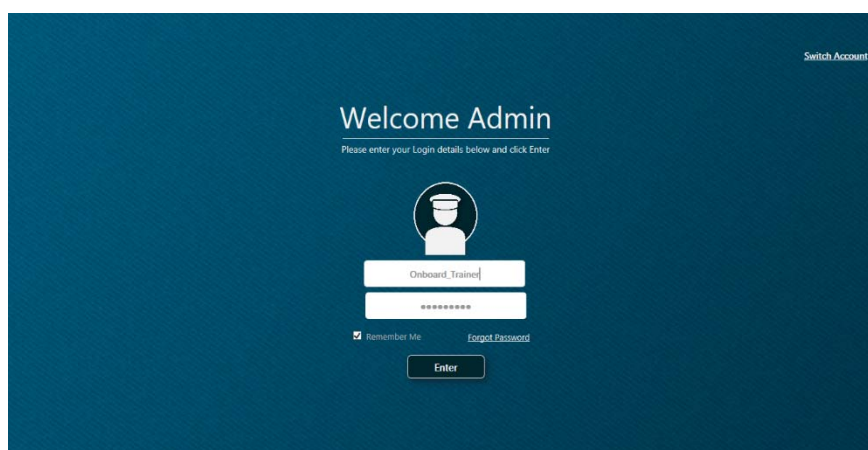 Switch Account
Welcome Admin
Please enter your Login details below and click Enter
Onboard_Trainer
Remember Me
Forgot Password
Enter